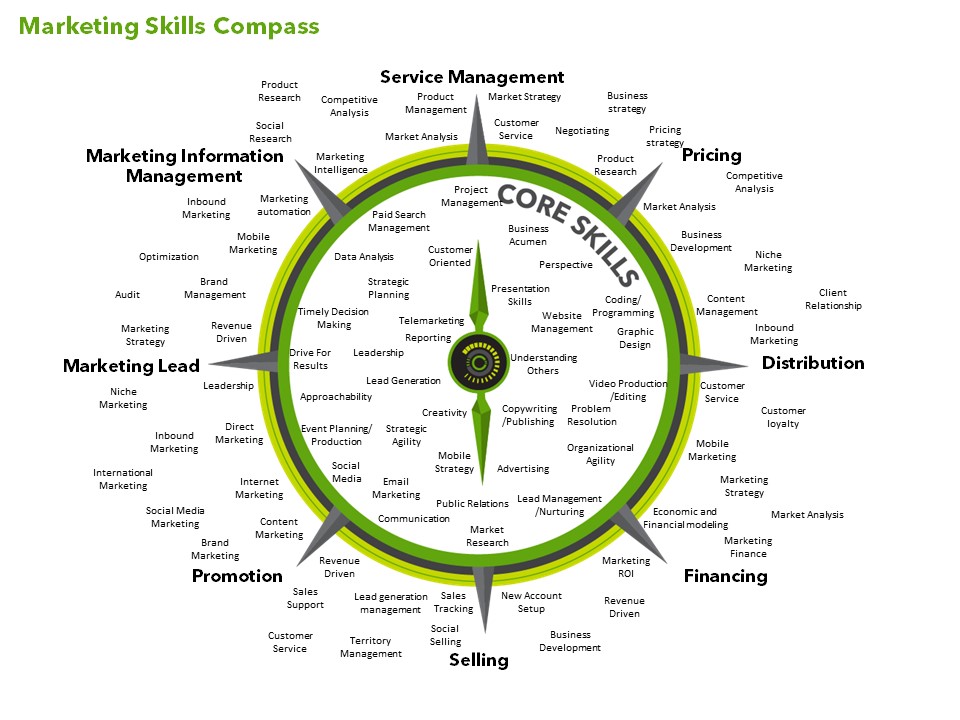 Marketing Skills Compass
Service Management
Product
Research
Competitive
Analysis
Product
Management
Market Strategy
Business
strategy
Social
Research
Market Analysis
Customer
Service
Negotiating
Pricing
strategy
Marketing Information
Management
Marketing
Intelligence
Product
Research
Pricing
Competitive
Analysis
Inbound
Marketing
Marketing
automation
Market Analysis
Mobile
Marketing
Business
Development
Optimization
Niche
Marketing
Audit
Brand
Management
Content
Management
Client
Relationship
Marketing
Strategy
Revenue
Driven
Inbound
Marketing
CORE SKILLS
Project
Management
Paid Search
Management
Business
Acumen
Data Analysis
Customer
Oriented
Perspective
Strategic
Planning
Presentation
Skills
Coding/
Programming
Timely Decision
Making
Telemarketing
Website
Management
Reporting
Graphic
Design
Drive For
Results
Leadership
Understanding
Others
Lead Generation
Video Production
/Editing
Approachability
Creativity
Copywriting
/Publishing
Problem
Resolution
Event Planning/
Production
Strategic
Agility
Organizational
Agility
Social
Media
Mobile
Strategy
Advertising
Email
Marketing
Public Relations
Lead Management
/Nurturing
Communication
Market
Research
Marketing Lead
Distribution
Leadership
Customer
Service
Niche
Marketing
Customer
loyalty
Inbound
Marketing
Direct
Marketing
Mobile
Marketing
International
Marketing
Internet
Marketing
Marketing
Strategy
Social Media
Marketing
Content
Marketing
Economic and
Financial modeling
Market Analysis
Brand
Marketing
Marketing
Finance
Promotion
Revenue
Driven
Marketing
ROI
Financing
Sales
Support
Lead generation
management
Sales
Tracking
New Account
Setup
Revenue
Driven
Customer
Service
Territory
Management
Social
Selling
Business
Development
Selling